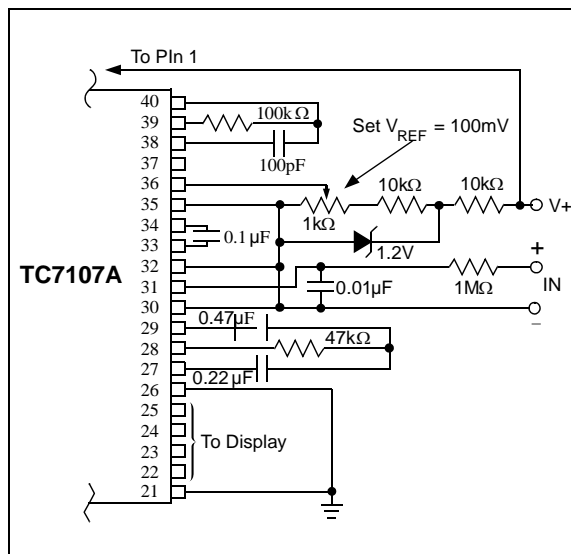 To PIn 1
40
39
38
37
36
35
34
33
32
31
30
29
28
27
26
25
24
23
22
21
TC7107A
100kΩ
100pF
Set VREF = 100mV
10kΩ
10kΩ
V+
1kΩ
0.1µF
1.2V
+
IN
0.01µF
1MΩ
–
0.47µF
47kΩ
0.22µF
To Display